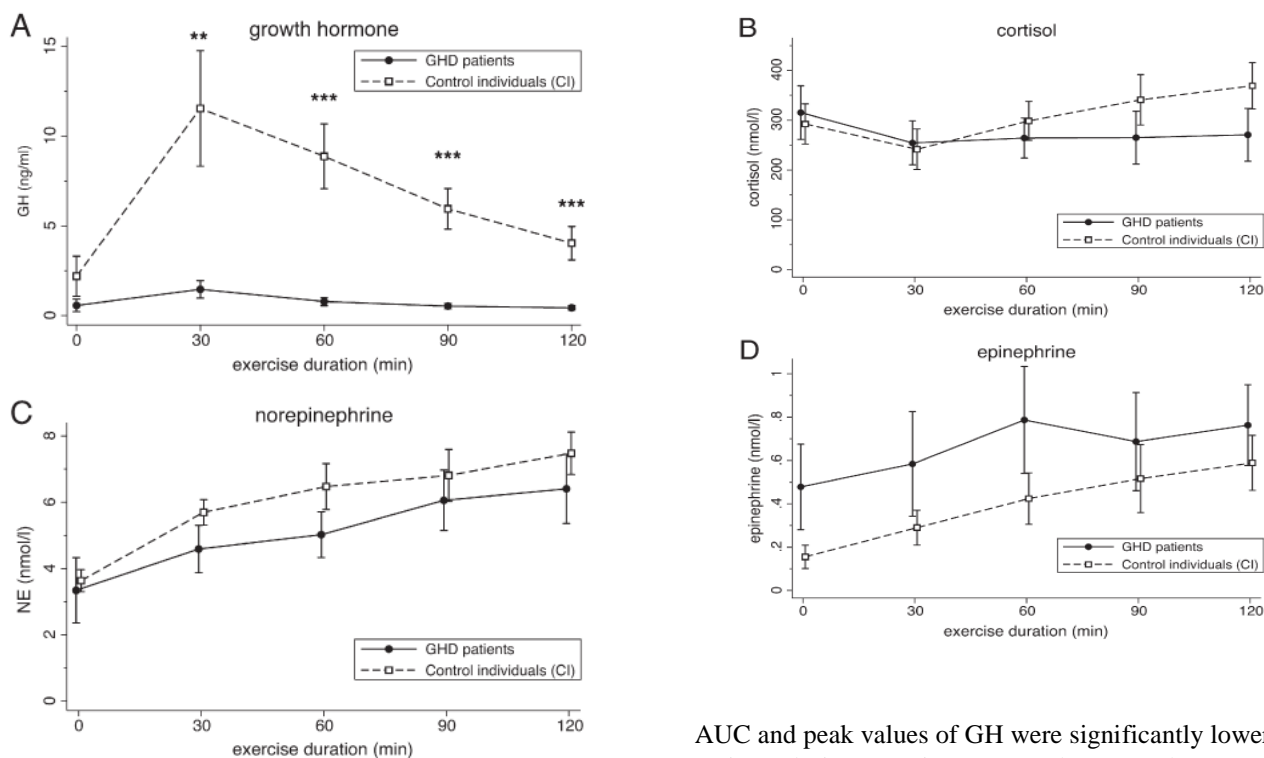 A
growth hormone
GHD patients
Control individuals (CI)
**
***
***
***
GH (ng/ml)
0
5
10
15
0
30
60
90
120
exercise duration (min)
B
cortisol
cortisol (nmol/l)
0
100
200
300
400
GHD patients
Control individuals (CI)
0
30
60
90
120
exercise duration (min)
C
norepinephrine
NE (nmol/l)
0
2
4
6
8
GHD patients
Control individuals (CI)
0
30
60
90
120
exercise duration (min)
D
epinephrine
epinephrine (nmol/l)
0
.2
.4
.6
.8
1
GHD patients
Control individuals (CI)
0
30
60
90
120
exercise duration (min)
AUC and peak values of GH were significantly lower